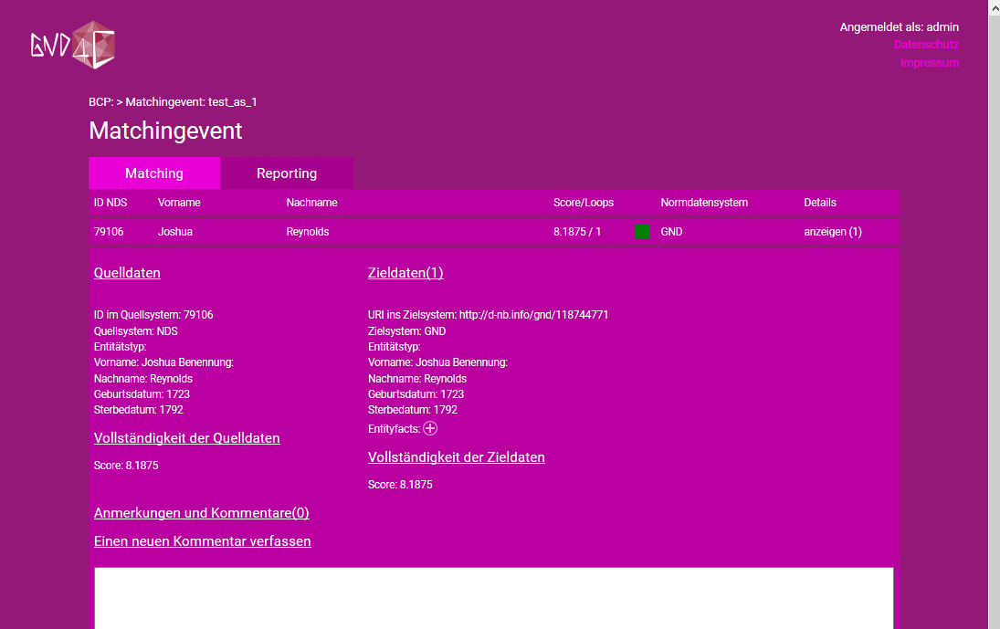 GND4C
Angemeldet als: admin
Datenschutz
Impressum
BCP: > Matchingevent: test_as_1
Matchingevent
Matching Reporting
ID NDS Vorname Nachname Score/Loops Normdatensystem Details
79106 Joshua Reynolds 8.1875 / 1 GND anzeigen (1)
Quelldaten
ID im Quellsystem: 79106
Quellsystem: NDS
Entitätstyp:
Vorname: Joshua Benennung:
Nachname: Reynolds
Geburtsdatum: 1723
Sterbedatum: 1792
Vollständigkeit der Quelldaten
Score: 8.1875
Zieldaten(1)
URI ins Zielsystem: http://d-nb.info/gnd/118744771
Zielsystem: GND
Entitätstyp:
Vorname: Joshua Benennung:
Nachname: Reynolds
Geburtsdatum: 1723
Sterbedatum: 1792
Entityfacts:
Vollständigkeit der Zieldaten
Score: 8.1875
Anmerkungen und Kommentare(0)
Einen neuen Kommentar verfassen